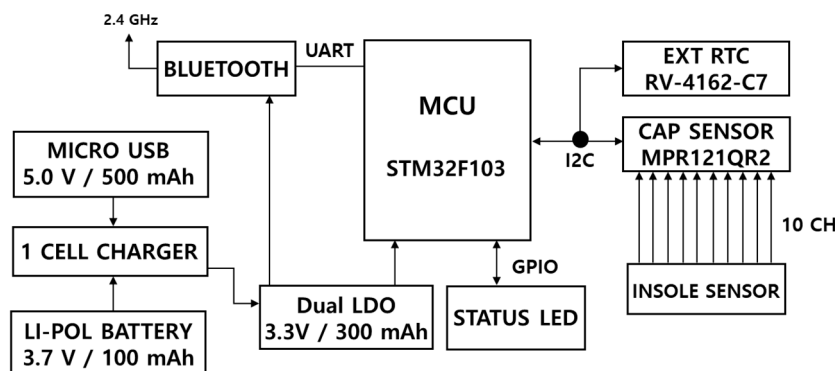 2.4 GHz
BLUETOOTH
UART
MCU
STM32F103
EXT RTC
RV-4162-C7
I2C
CAP SENSOR
MPR121QR2
10 CH
INSOLE SENSOR
MICRO USB
5.0 V / 500 mAh
1 CELL CHARGER
LI-POL BATTERY
3.7 V / 100 mAh
Dual LDO
3.3V / 300 mAh
GPIO
STATUS LED